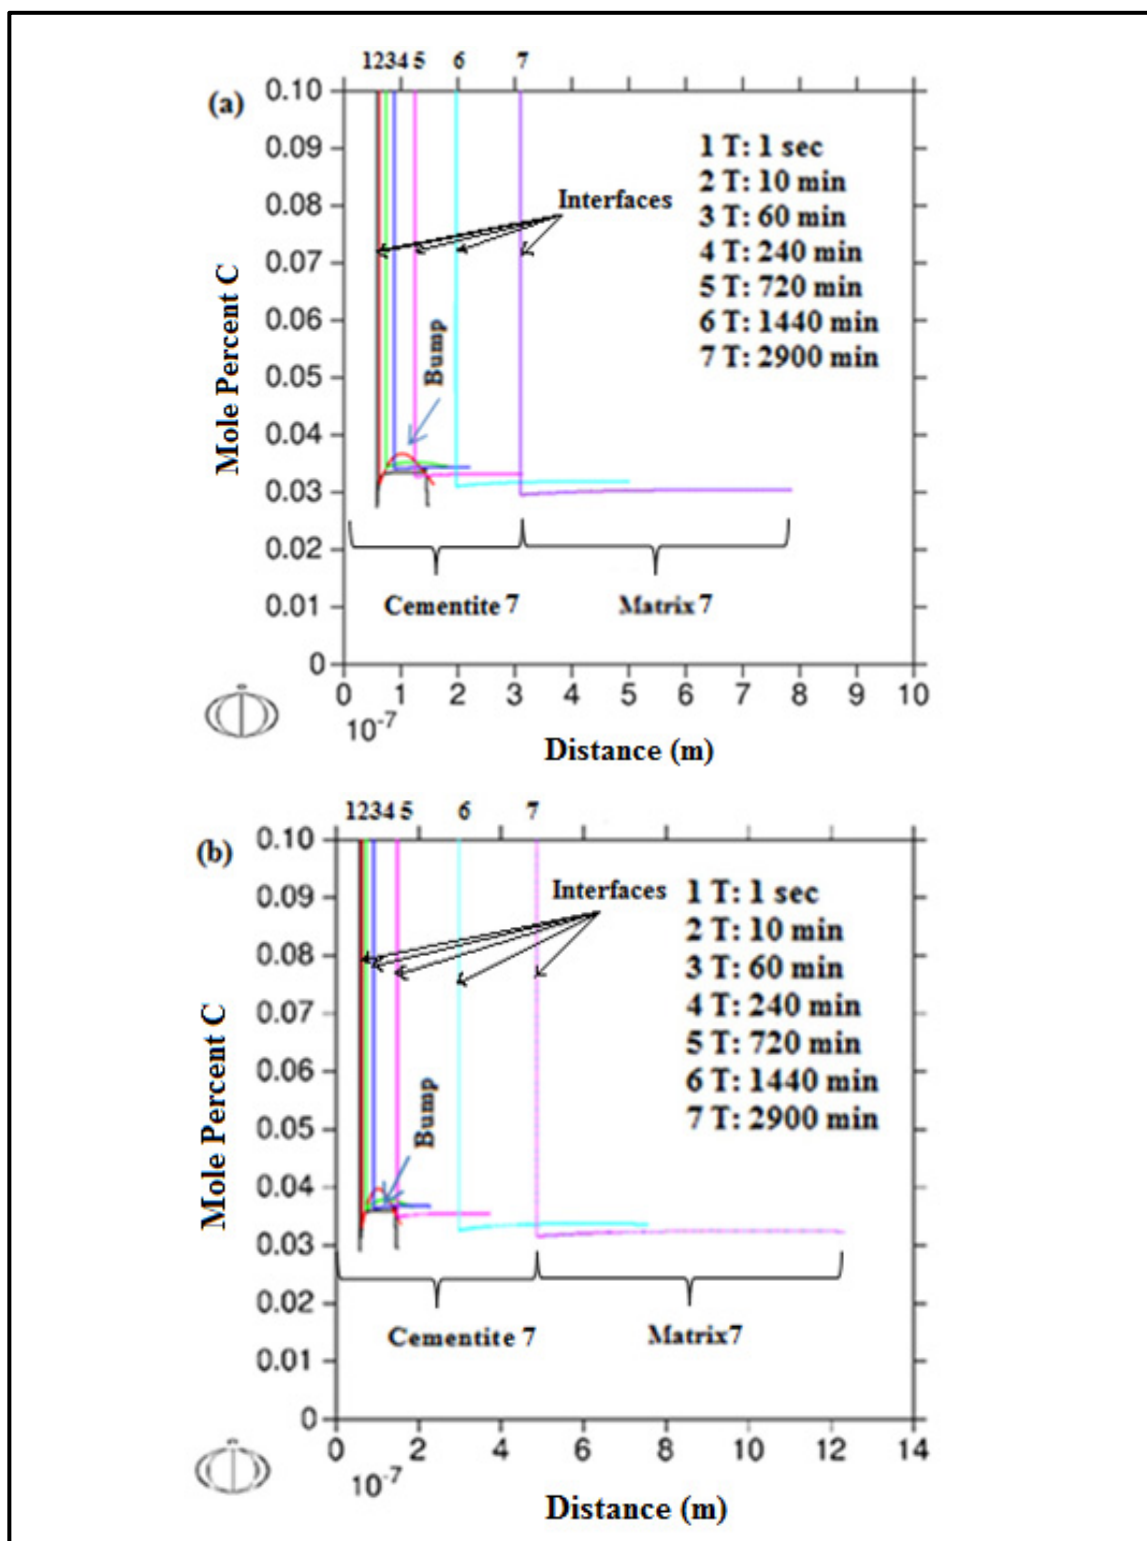 1234 5 6 7
(a)
0.10
0.09
0.08
0.07
0.06
0.05
0.04
0.03
0.02
0.01
0
Mole Percent C
Interfaces
Bump
1 T: 1 sec
2 T: 10 min
3 T: 60 min
4 T: 240 min
5 T: 720 min
6 T: 1440 min
7 T: 2900 min
Cementite 7 Matrix 7
0 1 2 3 4 5 6 7 8 9 10
10-7
Distance (m)
1234 5 6 7
(b)
0.10
0.09
0.08
0.07
0.06
0.05
0.04
0.03
0.02
0.01
0
Mole Percent C
Interfaces
Bump
1 T: 1 sec
2 T: 10 min
3 T: 60 min
4 T: 240 min
5 T: 720 min
6 T: 1440 min
7 T: 2900 min
Cementite 7 Matrix7
0 2 4 6 8 10 12 14
10-7
Distance (m)